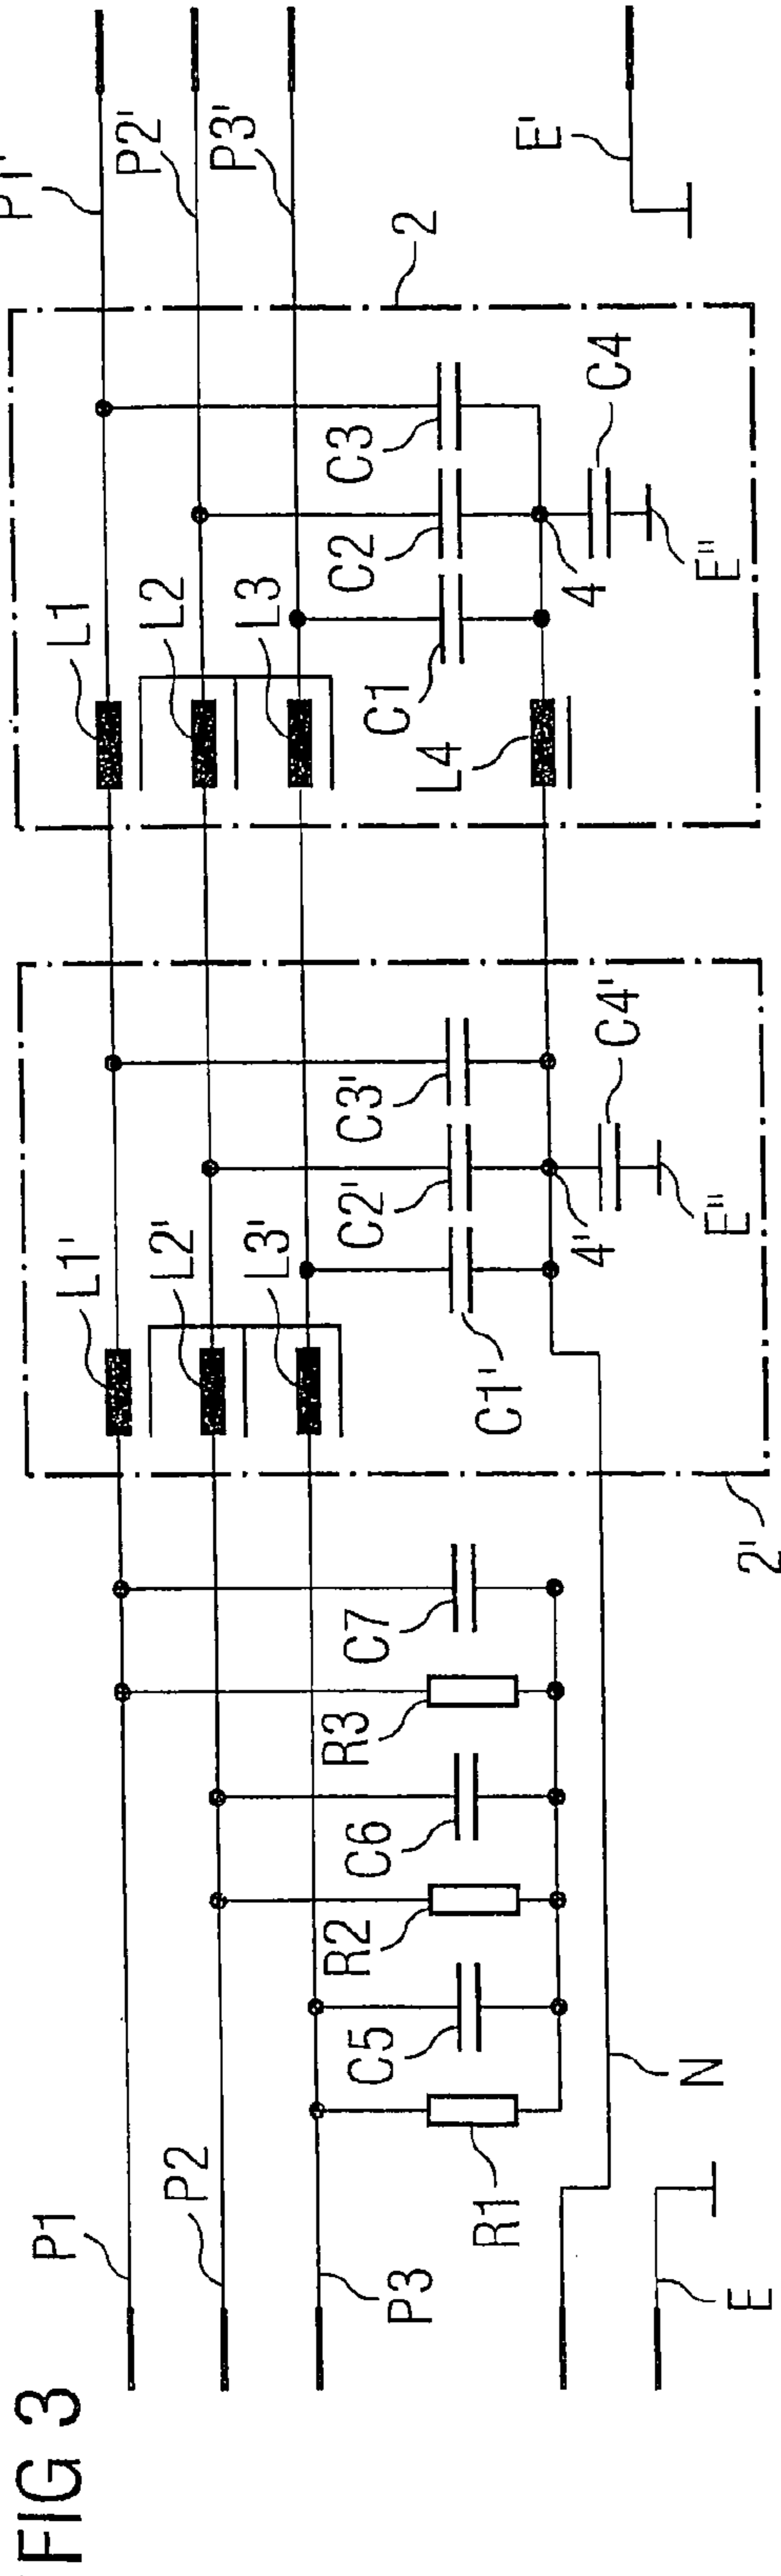 FIG 3
P1
P2
P3
E
N
R1
C5
R2
C6
R3
C7
2'
L1'
L2'
L3'
C1'
C2'
C3'
4'
C4'
E"
L1
L2
L3
L4
C1
C2
C3
4
C4
E"
2
P1'
P2'
P3'
E'